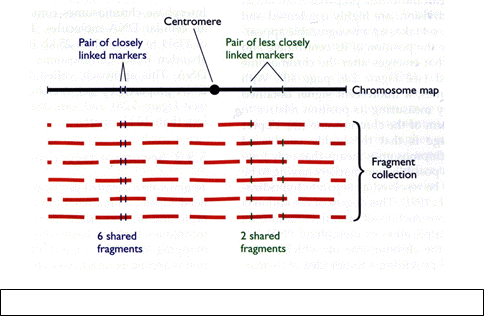 Centromere
Pair of closely
linked markers
Pair of less closely
linked markers
Chromosome map
Fragment
collection
6 shared
fragments
2 shared
fragments